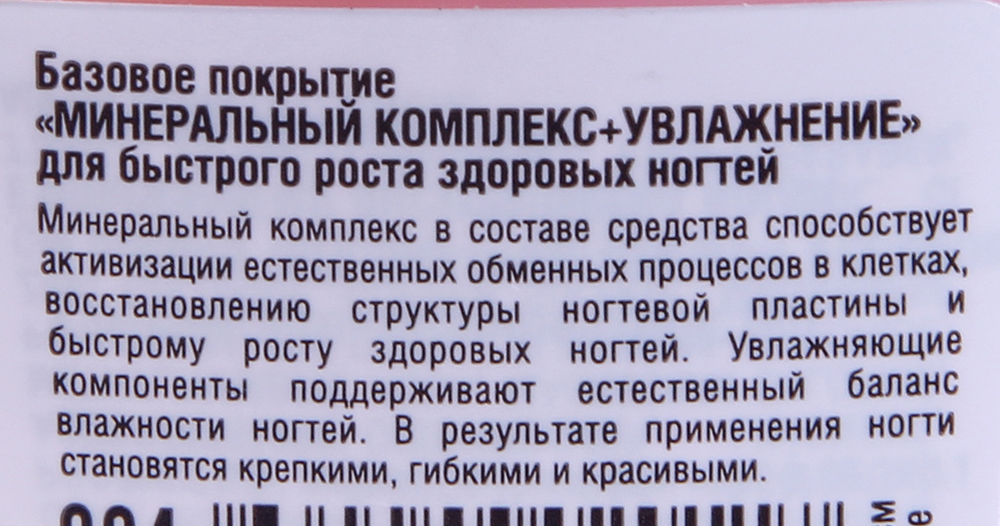 Базовое покрытие
«МИНЕРАЛЬНЫЙ КОМПЛЕКС+УВЛАЖНЕНИЕ»
для быстрого роста здоровых ногтей
Минеральный комплекс в составе средства способствует
активизации естественных обменных процессов в клетках,
восстановлению структуры ногтевой пластины и
быстрому росту здоровых ногтей. Увлажняющие
компоненты поддерживают естественный баланс
влажности ногтей. В результате применения ногти
становятся крепкими, гибкими и красивыми.